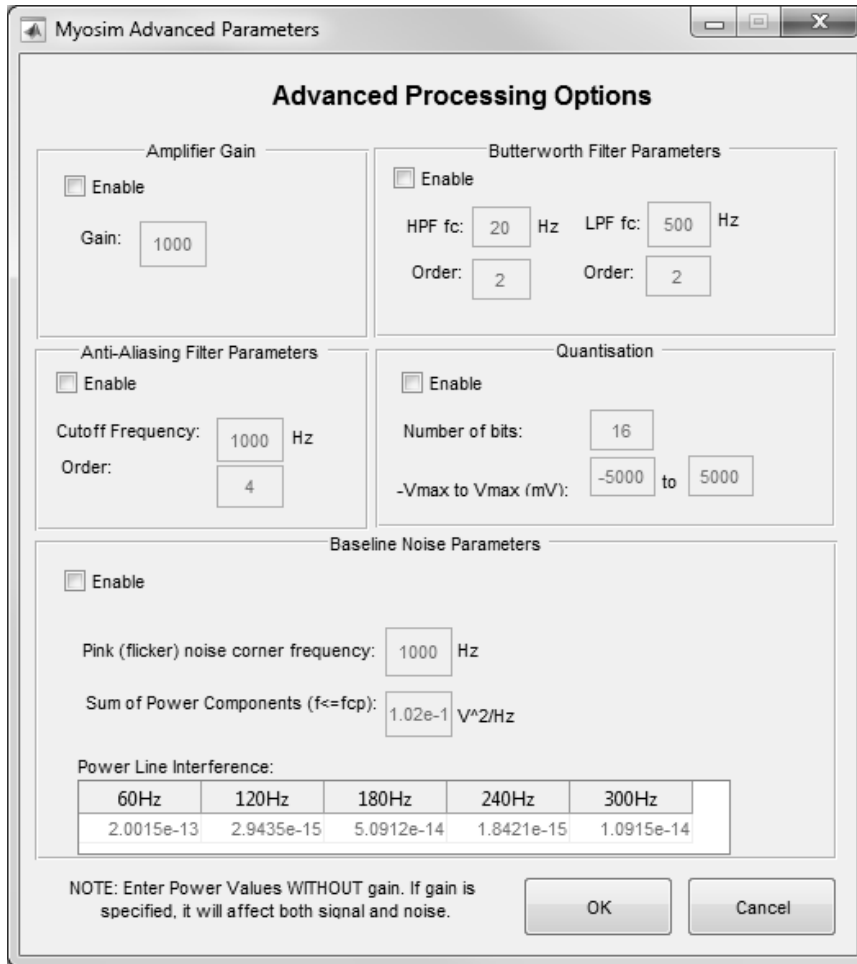 Myosim Advanced Parameters
Advanced Processing Options
Amplifier Gain
Enable
Gain: 1000
Butterworth Filter Parameters
Enable
HPF fc: 20 Hz LPF fc: 500 Hz
Order: 2 Order: 2
Anti-Aliasing Filter Parameters
Enable
Cutoff Frequency: 1000 Hz
Order: 4
Quantisation
Enable
Number of bits: 16
-Vmax to Vmax (mV): -5000 to 5000
Baseline Noise Parameters
Enable
Pink (flicker) noise corner frequency: 1000 Hz
Sum of Power Components (f<=fcp): 1.02e-1 V^2/Hz
Power Line Interference:
60Hz 120Hz 180Hz 240Hz 300Hz
2.0015e-13 2.9435e-15 5.0912e-14 1.8421e-15 1.0915e-14
NOTE: Enter Power Values WITHOUT gain. If gain is
specified, it will affect both signal and noise.
OK Cancel